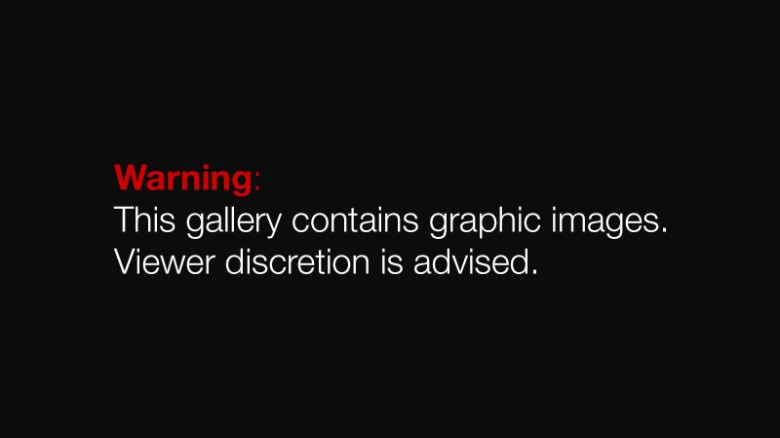 Warning:
This gallery contains graphic images.
Viewer discretion is advised.